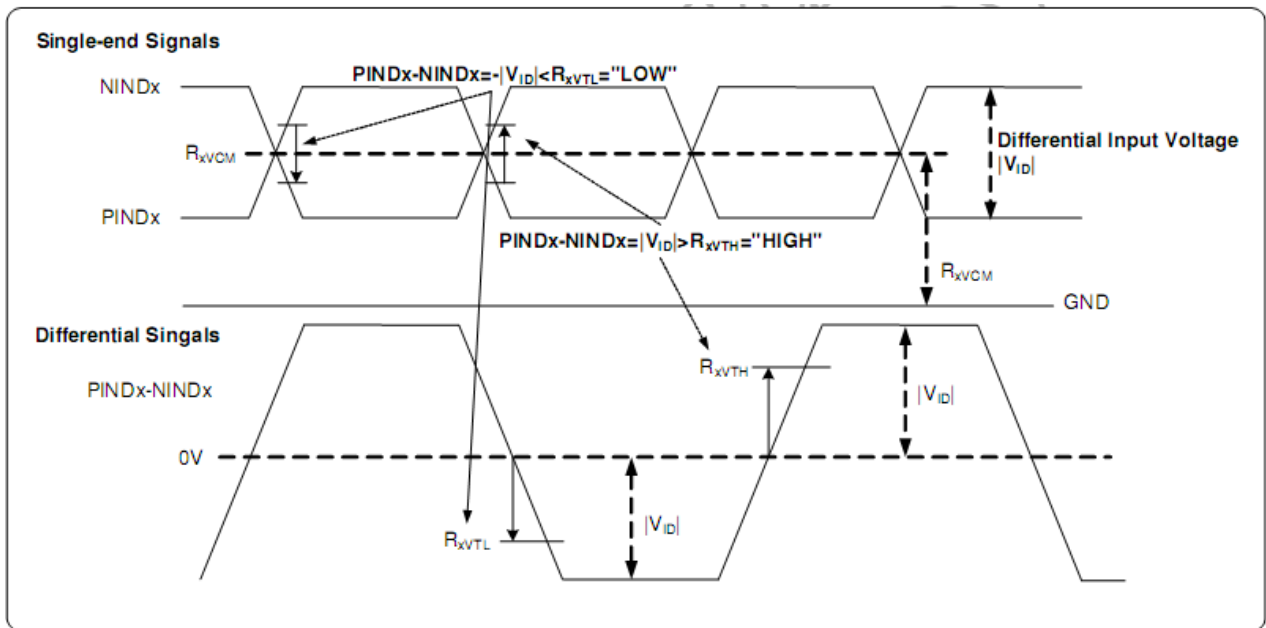 Single-end Signals
PINDx-NINDx=-|VID|<RxVTL="LOW"
NINDx
Differential Input Voltage
|VID|
RxVCM
PINDx
PINDx-NINDx=|VID|>RxVTH="HIGH"
RxVCM
GND
Differential Singals
RxVTH
PINDx-NINDx
|VID|
0V
|VID|
RxVTL